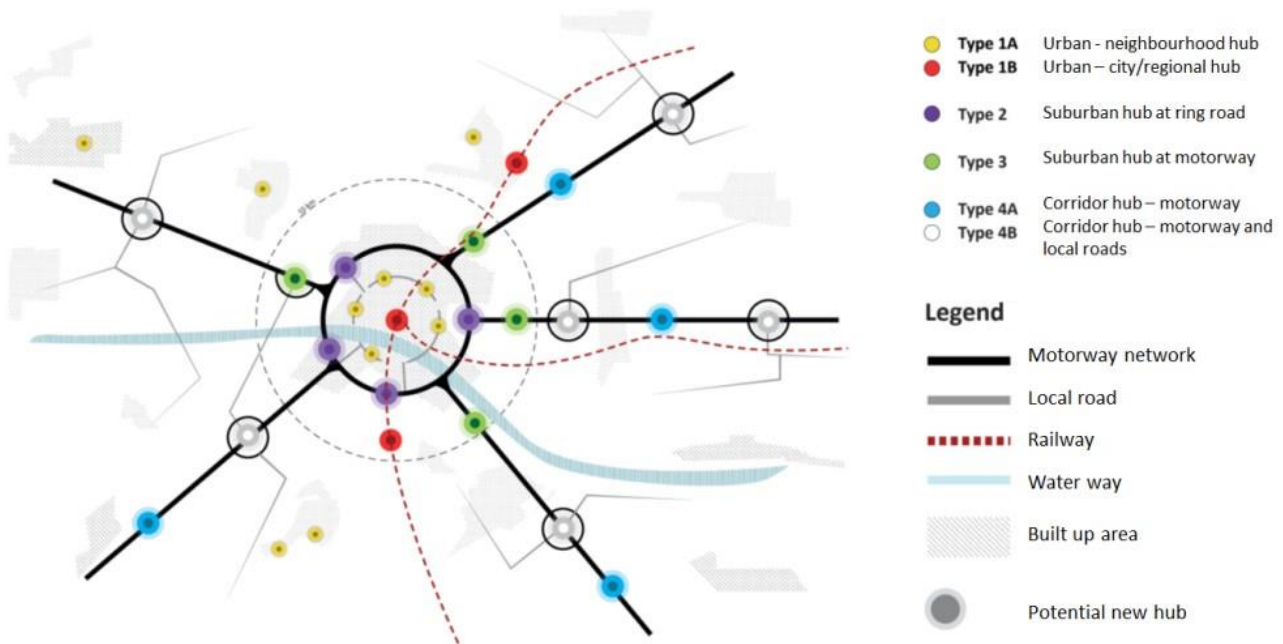 Type 1A Urban - neighbourhood hub
Type 1B Urban – city/regional hub
Type 2 Suburban hub at ring road
Type 3 Suburban hub at motorway
Type 4A Corridor hub – motorway
Type 4B Corridor hub – motorway and
local roads
Legend
Motorway network
Local road
Railway
Water way
Built up area
Potential new hub